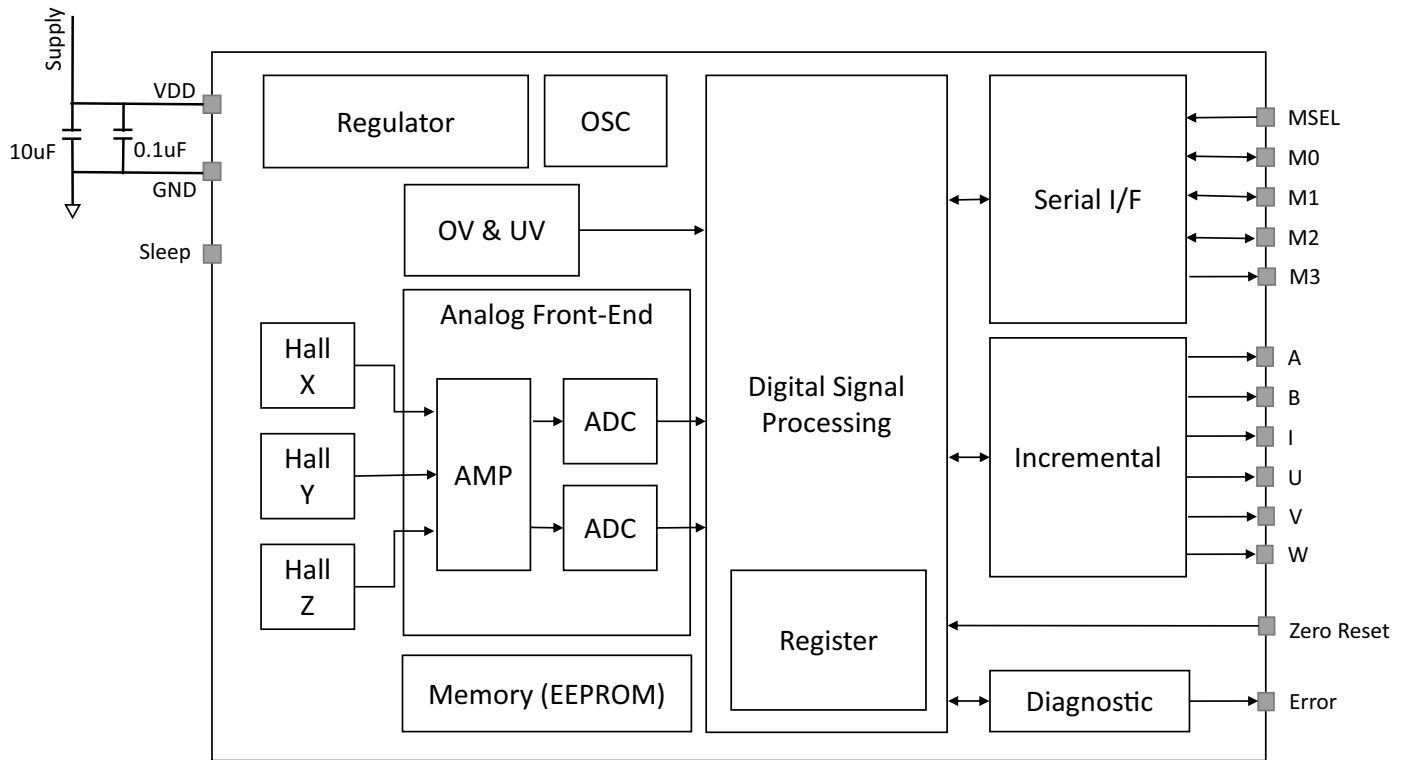 Supply
VDD
10uF
0.1uF
GND
Sleep
Regulator
OSC
OV & UV
Analog Front-End
Hall
X
Hall
Y
Hall
Z
AMP
ADC
ADC
Memory (EEPROM)
Digital Signal
Processing
Register
Serial I/F
Incremental
Diagnostic
MSEL
M0
M1
M2
M3
A
B
I
U
V
W
Zero Reset
Error